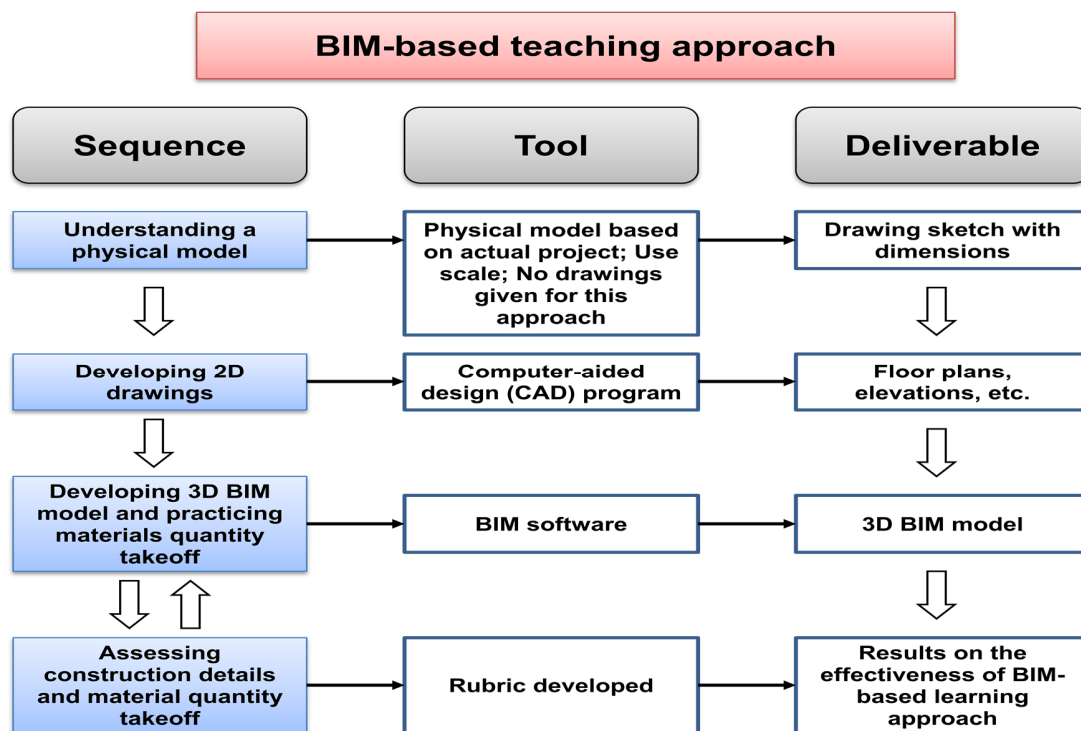 BIM-based teaching approach
Sequence
Tool
Deliverable
Understanding a
physical model
Physical model based
on actual project; Use
scale; No drawings
given for this
approach
Drawing sketch with
dimensions
Developing 2D
drawings
Computer-aided
design (CAD) program
Floor plans,
elevations, etc.
Developing 3D BIM
model and practicing
materials quantity
takeoff
BIM software
3D BIM model
Assessing
construction details
and material quantity
takeoff
Rubric developed
Results on the
effectiveness of BIM-
based learning
approach